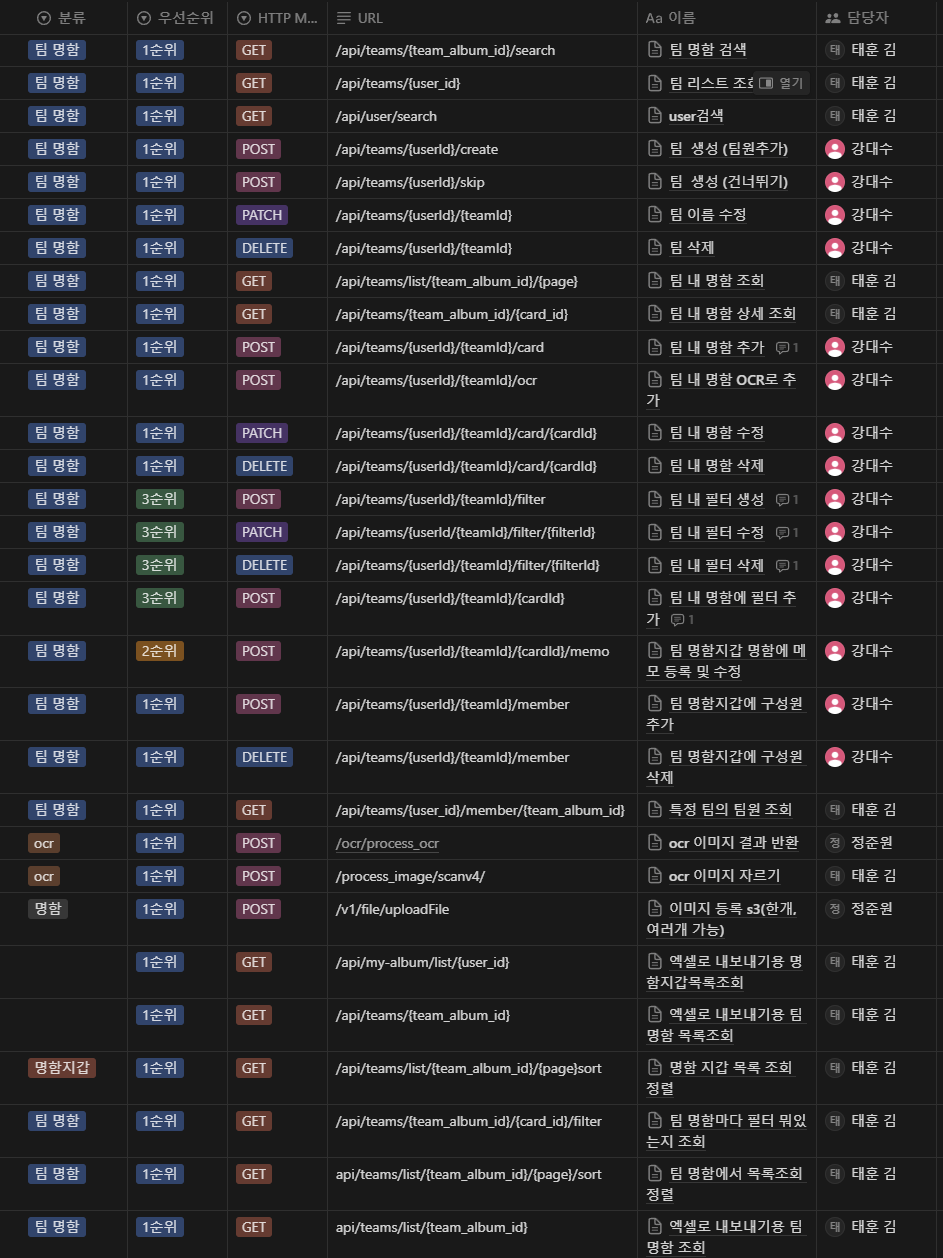 분류 우선순위 HTTP M... URL Aa 이름 담당자
팀 명함 1순위 GET /api/teams/{team_album_id}/search 팀 명함 검색 태 태훈 김
팀 명함 1순위 GET /api/teams/{user_id} 팀 리스트 조회 열기 태 태훈 김
팀 명함 1순위 GET /api/user/search user검색 태 태훈 김
팀 명함 1순위 POST /api/teams/{userId}/create 팀 생성 (팀원추가) 강대수
팀 명함 1순위 POST /api/teams/{userId}/skip 팀 생성 (건너뛰기) 강대수
팀 명함 1순위 PATCH /api/teams/{userId}/{teamId} 팀 이름 수정 강대수
팀 명함 1순위 DELETE /api/teams/{userId}/{teamId} 팀 삭제 강대수
팀 명함 1순위 GET /api/teams/list/{team_album_id}/{page} 팀 내 명함 조회 태 태훈 김
팀 명함 1순위 GET /api/teams/{team_album_id}/{card_id} 팀 내 명함 상세 조회 태 태훈 김
팀 명함 1순위 POST /api/teams/{userId}/{teamId}/card 팀 내 명함 추가 1 강대수
팀 명함 1순위 POST /api/teams/{userId}/{teamId}/ocr 팀 내 명함 OCR로 추 강대수
가
팀 명함 1순위 PATCH /api/teams/{userId}/{teamId}/card/{cardId} 팀 내 명함 수정 강대수
팀 명함 1순위 DELETE /api/teams/{userId}/{teamId}/card/{cardId} 팀 내 명함 삭제 강대수
팀 명함 3순위 POST /api/teams/{userId}/{teamId}/filter 팀 내 필터 생성 1 강대수
팀 명함 3순위 PATCH /api/teams/{userId/{teamId}/filter/{filterId} 팀 내 필터 수정 1 강대수
팀 명함 3순위 DELETE /api/teams/{userId}/{teamId}/filter/{filterId} 팀 내 필터 삭제 1 강대수
팀 명함 3순위 POST /api/teams/{userId}/{teamId}/{cardId} 팀 내 명함에 필터 추 강대수
가 1
팀 명함 2순위 POST /api/teams/{userId}/{teamId}/{cardId}/memo 팀 명함지갑 명함에 메 강대수
모 등록 및 수정
팀 명함 1순위 POST /api/teams/{userId}/{teamId}/member 팀 명함지갑에 구성원 강대수
추가
팀 명함 1순위 DELETE /api/teams/{userId}/{teamId}/member 팀 명함지갑에 구성원 강대수
삭제
팀 명함 1순위 GET /api/teams/{user_id}/member/{team_album_id} 특정 팀의 팀원 조회 태 태훈 김
ocr 1순위 POST /ocr/process_ocr ocr 이미지 결과 반환 정 정준원
ocr 1순위 POST /process_image/scanv4/ ocr 이미지 자르기 태 태훈 김
명함 1순위 POST /v1/file/uploadFile 이미지 등록 s3(한개, 정 정준원
여러개 가능)
1순위 GET /api/my-album/list/{user_id} 엑셀로 내보내기용 명 태 태훈 김
함지갑목록조회
1순위 GET /api/teams/{team_album_id} 엑셀로 내보내기용 팀 태 태훈 김
명함 목록조회
명함지갑 1순위 GET /api/teams/list/{team_album_id}/{page}sort 명함 지갑 목록 조회 태 태훈 김
정렬
팀 명함 1순위 GET /api/teams/{team_album_id}/{card_id}/filter 팀 명함마다 필터 뭐있 태 태훈 김
는지 조회
팀 명함 1순위 GET api/teams/list/{team_album_id}/{page}/sort 팀 명함에서 목록조회 태 태훈 김
정렬
팀 명함 1순위 GET api/teams/list/{team_album_id} 엑셀로 내보내기용 팀 태 태훈 김
명함 조회